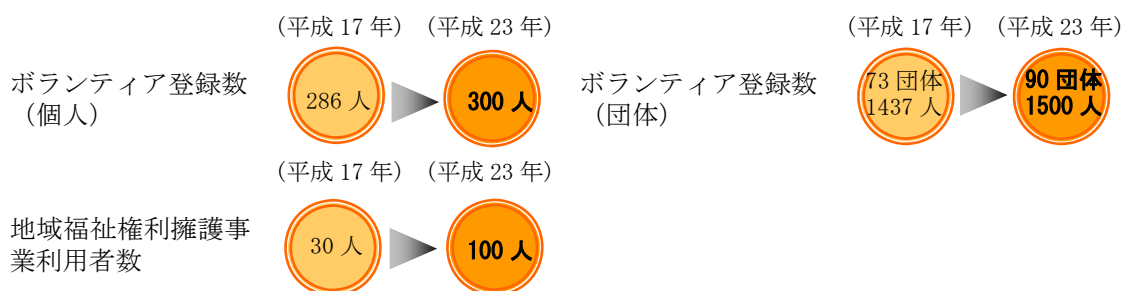 (平成 17 年) (平成 23 年)
ボランティア登録数
(個人)
286 人
300 人
(平成 17 年) (平成 23 年)
ボランティア登録数
(団体)
73 団体
1437 人
90 団体
1500 人
(平成 17 年) (平成 23 年)
地域福祉権利擁護事
業利用者数
30 人
100 人